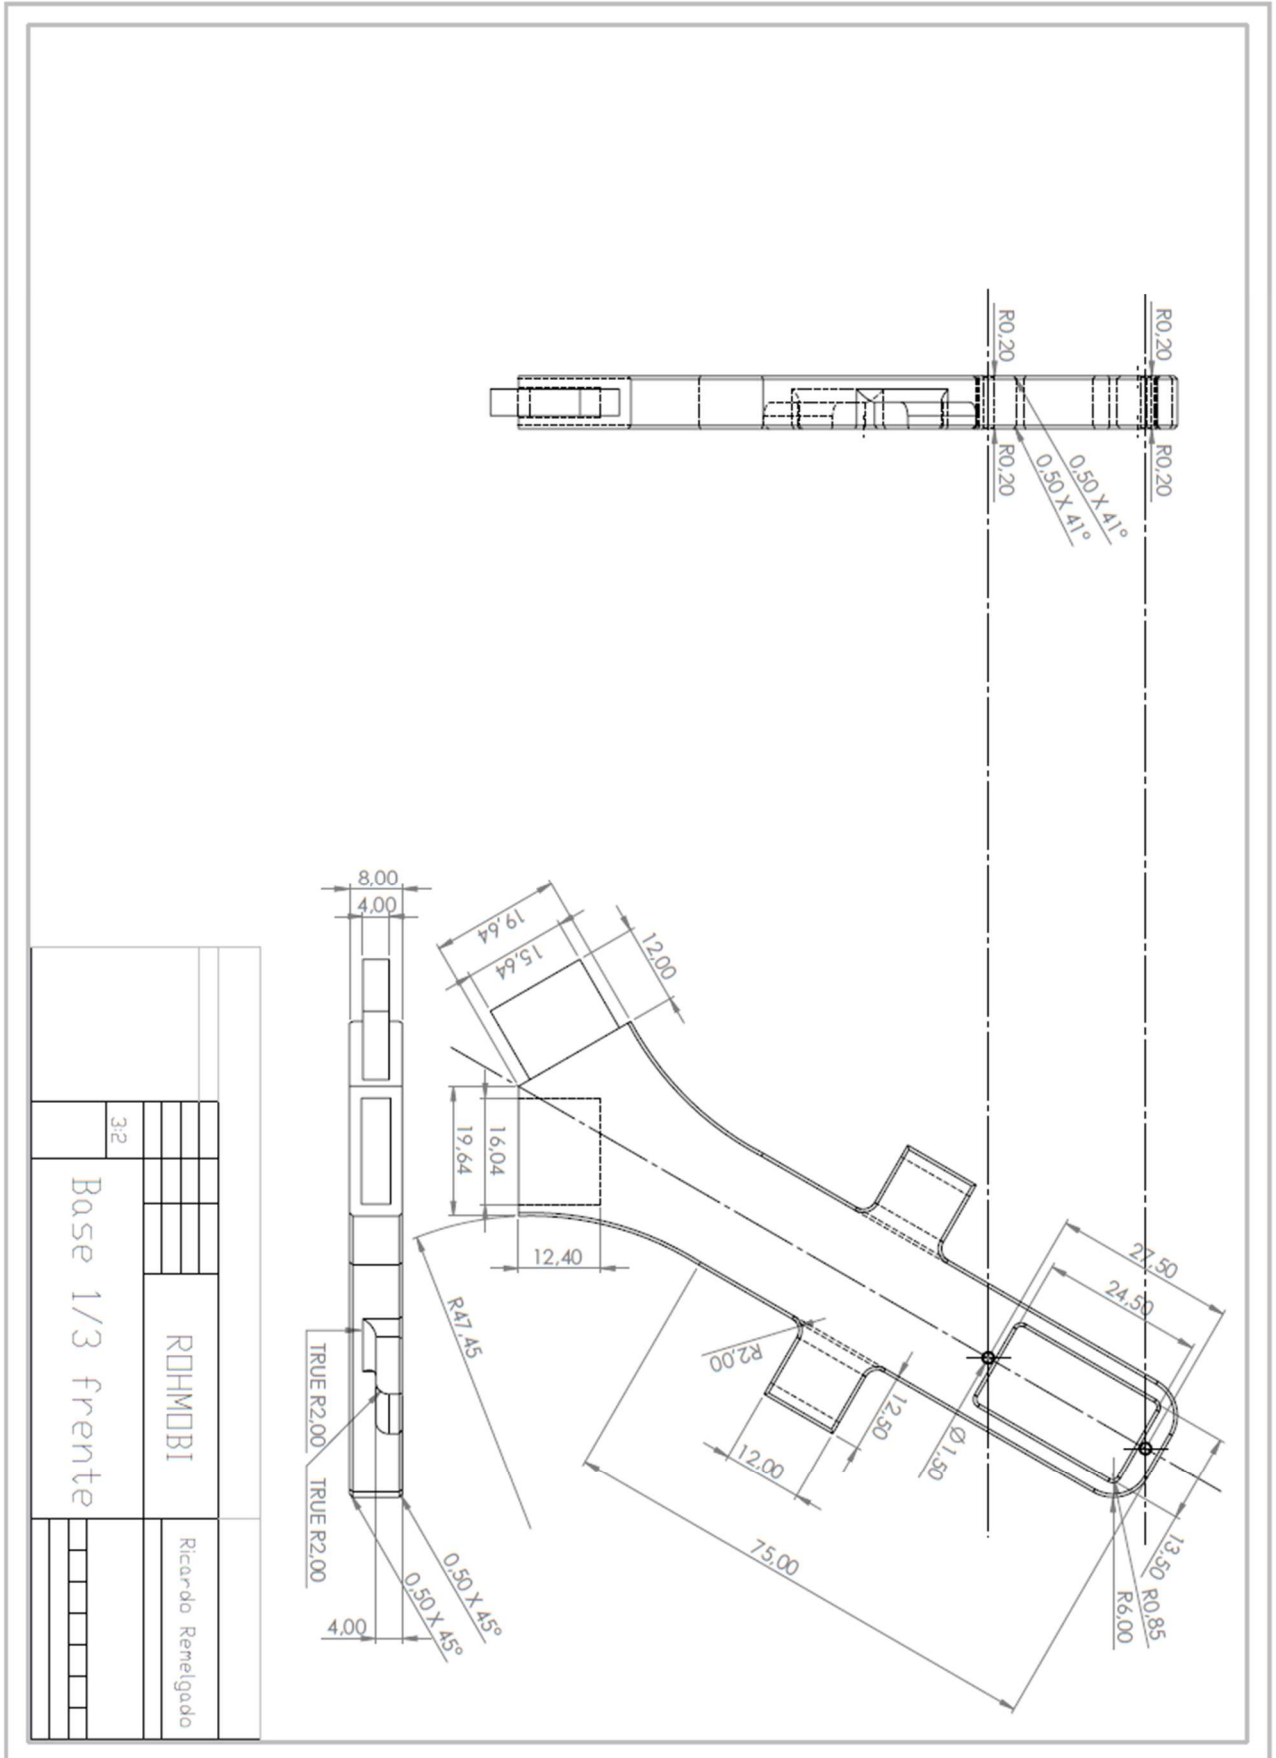 R0,20
R0,20
R0,20
R0,20
0,50 X 41°
0,50 X 41°
8,00
4,00
19,64
15,64
12,00
16,04
19,64
12,40
R47,45
27,50
24,50
R2,00
12,50
12,00
Ø1,50
75,00
13,50
R0,85
R6,00
TRUE R2,00
TRUE R2,00
0,50 X 45°
0,50 X 45°
4,00
ROHMOBI
Ricardo Remelgado
3:2
Base 1/3 frente